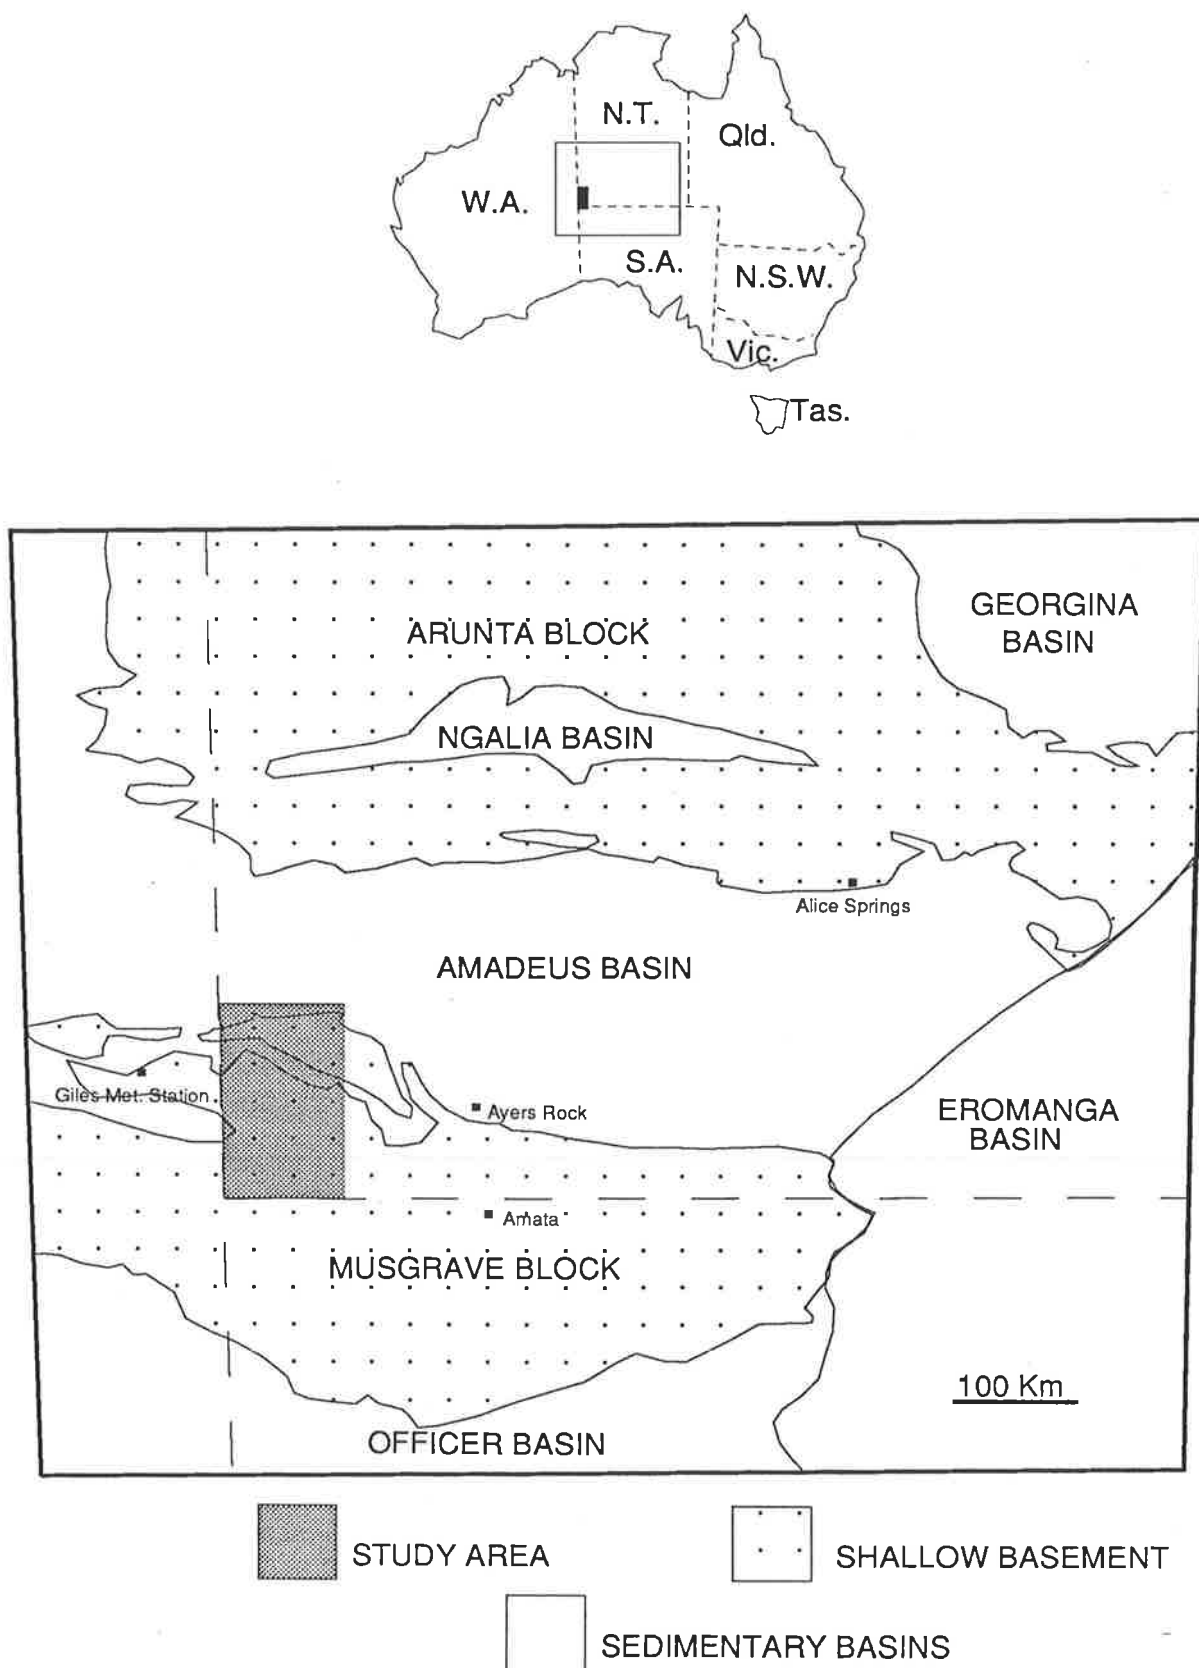 N.T.
Qld.
W.A.
S.A.
N.S.W.
Vic.
Tas.
GEORGINA
BASIN
ARUNTA BLOCK
NGALIA BASIN
Alice Springs
AMADEUS BASIN
Giles Met. Station
Ayers Rock
EROMANGA
BASIN
Amata
MUSGRAVE BLOCK
100 Km
OFFICER BASIN
STUDY AREA
SHALLOW BASEMENT
SEDIMENTARY BASINS